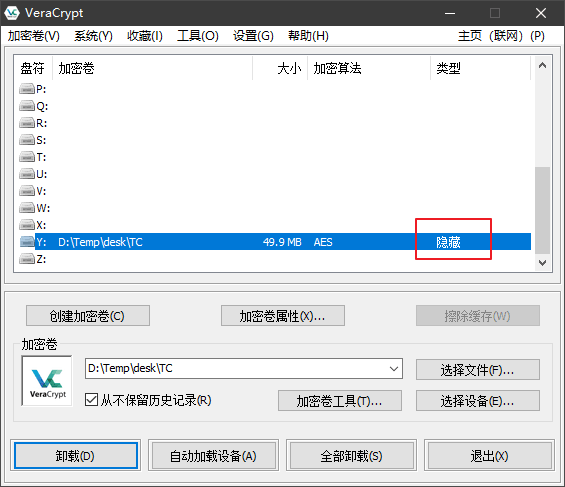 VeraCrypt
加密卷(V) 系统(Y) 收藏(I) 工具(O) 设置(G) 帮助(H) 主页（联网）(P)
盘符 加密卷 大小 加密算法 类型
P:
Q:
R:
S:
T:
U:
V:
W:
X:
Y: D:\Temp\desk\TC 49.9 MB AES 隐藏
Z:
创建加密卷(C) 加密卷属性(X)... 擦除缓存(W)
加密卷
VeraCrypt
D:\Temp\desk\TC 选择文件(F)...
从不保留历史记录(R) 加密卷工具(T)... 选择设备(E)...
卸载(D) 自动加载设备(A) 全部卸载(S) 退出(X)